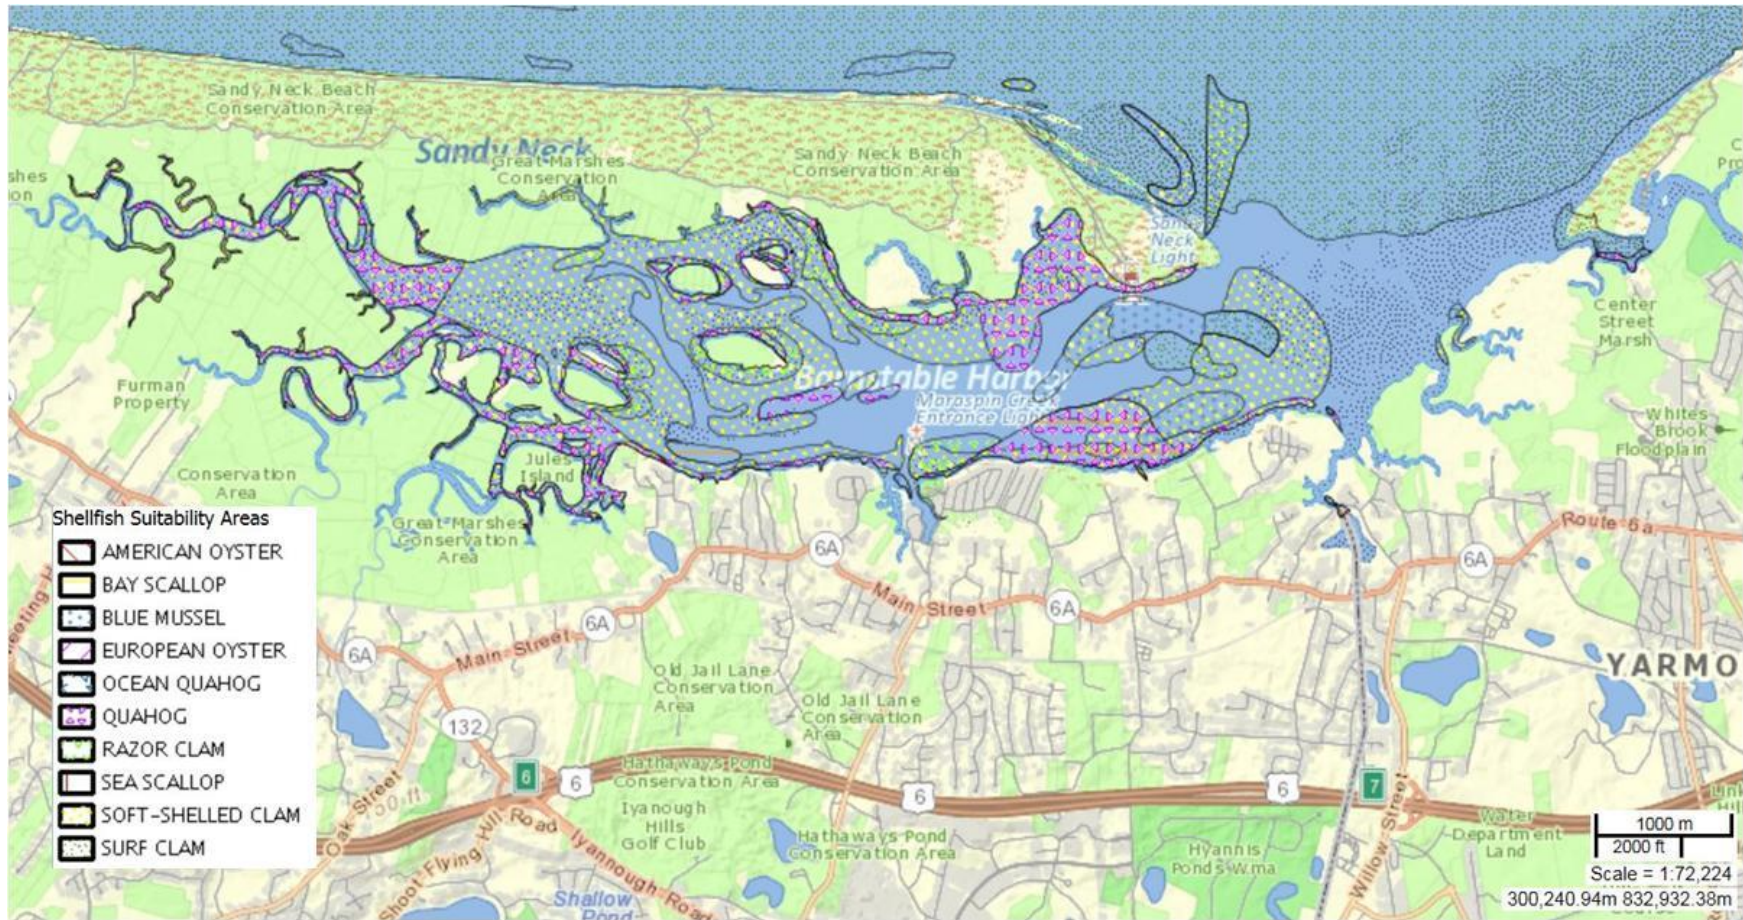 Sandy Neck Beach
Conservation Area
Sandy Neck
Great Marshes
Conservation
Area
Sandy Neck Beach
Conservation Area
Sandy
Neck
Light
Center
Street
Marsh
Furman
Property
Barnstable Harbor
Maraspin Creek
Entrance Light
Whites
Brook
Floodplain
Conservation
Area
Jules
Island
Great Marshes
Conservation
Area
Shellfish Suitability Areas
AMERICAN OYSTER
BAY SCALLOP
BLUE MUSSEL
EUROPEAN OYSTER
OCEAN QUAHOG
QUAHOG
RAZOR CLAM
SEA SCALLOP
SOFT-SHELLED CLAM
SURF CLAM
6A
Main Street
6A
Route 6a
6A
6A
Main Street
6A
132
Old Jail Lane
Conservation
Area
Old Jail Lane
Conservation
Area
YARMO
Hathaways Pond
Conservation Area
6
6
6
6
7
Oak Street
50 ft
Shoot Flying Hill Road
Iyannough Road
Iyanough
Hills
Golf Club
Hathaways Pond
Conservation Area
Hyannis
Ponds Wma
Willow Street
Water
Department
Land
Shallow
Pond
1000 m
2000 ft
Scale = 1:72,224
300,240.94m 832,932.38m